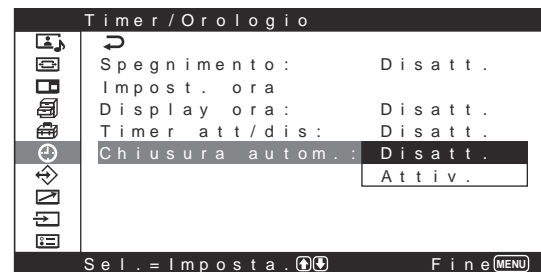 Timer/Orologio
Spegnimento: Disatt.
Impost. ora
Display ora: Disatt.
Timer att/dis: Disatt.
Chiusura autom.: Disatt.
Attiv.
Sel.=Imposta. Fine MENU